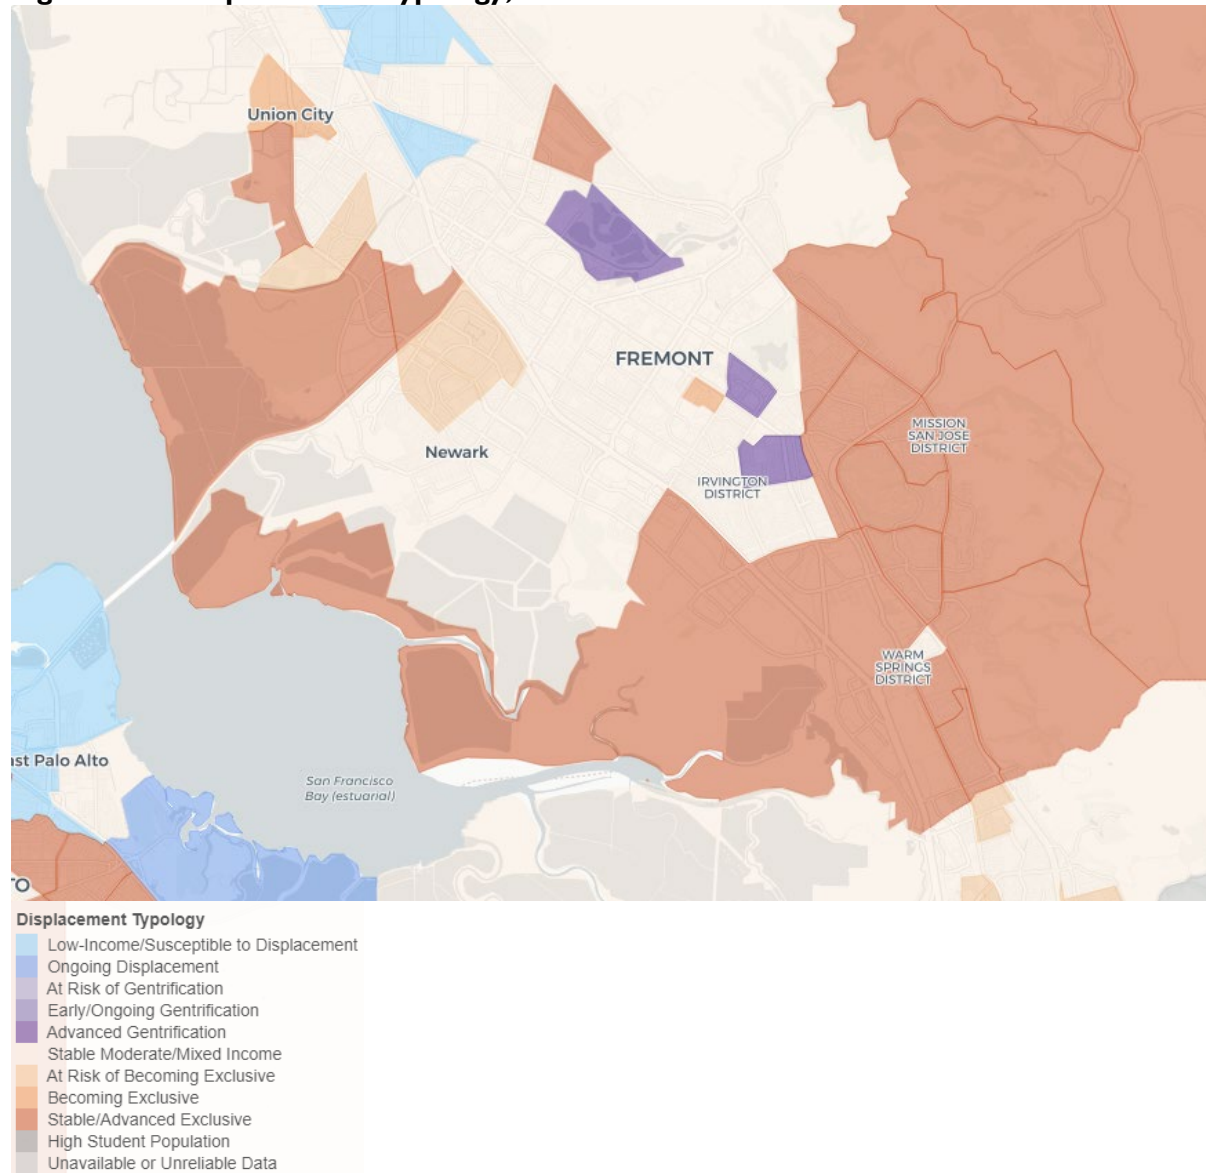 Union City
FREMONT
MISSION
SAN JOSE
DISTRICT
Newark
IRVINGTON
DISTRICT
WARM
SPRINGS
DISTRICT
ast Palo Alto
San Francisco
Bay (estuarial)
TO
Displacement Typology
Low-Income/Susceptible to Displacement
Ongoing Displacement
At Risk of Gentrification
Early/Ongoing Gentrification
Advanced Gentrification
Stable Moderate/Mixed Income
At Risk of Becoming Exclusive
Becoming Exclusive
Stable/Advanced Exclusive
High Student Population
Unavailable or Unreliable Data